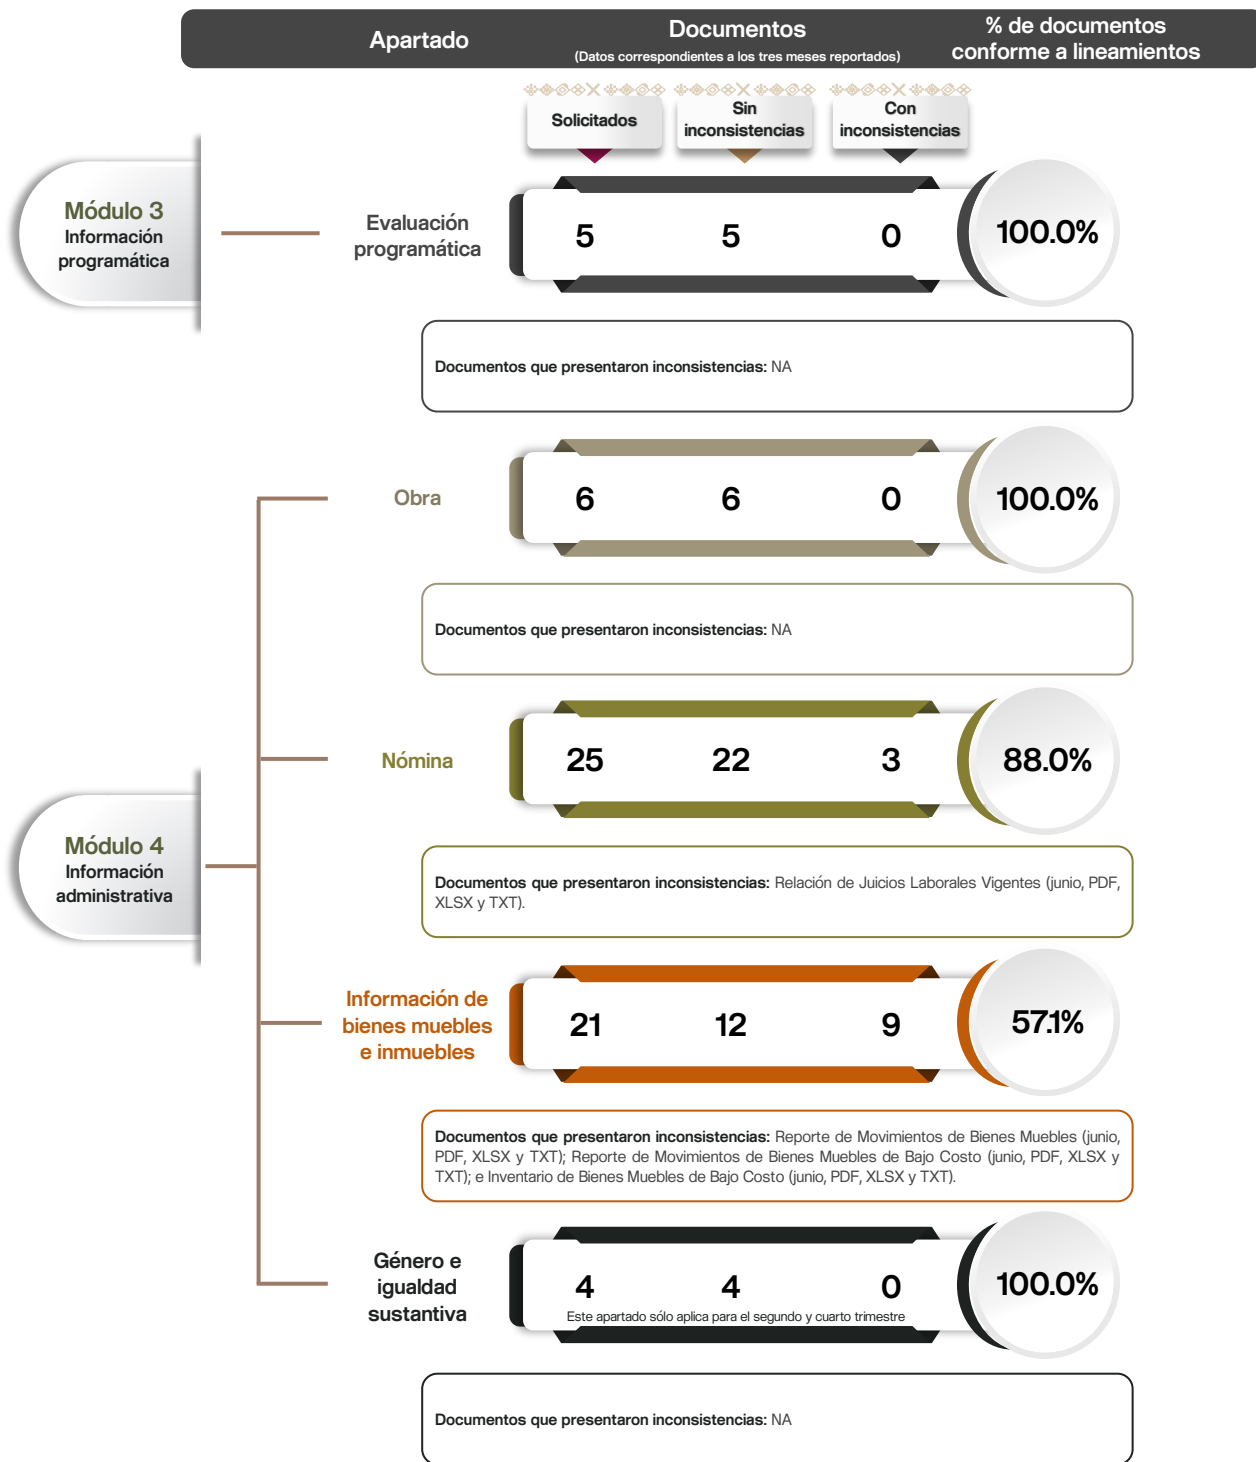 Apartado
Documentos
(Datos correspondientes a los tres meses reportados)
% de documentos
conforme a lineamientos
Solicitados
Sin
inconsistencias
Con
inconsistencias
Módulo 3
Información
programática
Evaluación
programática
5 5 0 100.0%
Documentos que presentaron inconsistencias: NA
Obra
6 6 0 100.0%
Documentos que presentaron inconsistencias: NA
Nómina
25 22 3 88.0%
Módulo 4
Información
administrativa
Documentos que presentaron inconsistencias: Relación de Juicios Laborales Vigentes (junio, PDF,
XLSX y TXT).
Información de
bienes muebles
e inmuebles
21 12 9 57.1%
Documentos que presentaron inconsistencias: Reporte de Movimientos de Bienes Muebles (junio,
PDF, XLSX y TXT); Reporte de Movimientos de Bienes Muebles de Bajo Costo (junio, PDF, XLSX y
TXT); e Inventario de Bienes Muebles de Bajo Costo (junio, PDF, XLSX y TXT).
Género e
igualdad
sustantiva
4 4 0 100.0%
Este apartado sólo aplica para el segundo y cuarto trimestre
Documentos que presentaron inconsistencias: NA